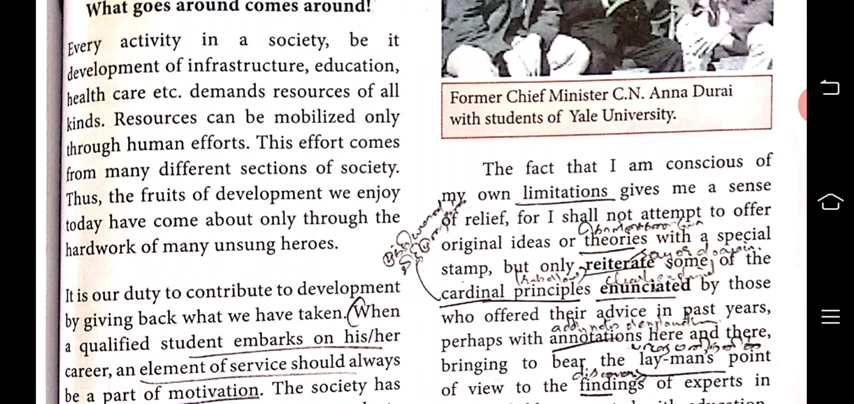 What goes around comes around!
Every activity in a society, be it
development of infrastructure, education,
health care etc. demands resources of all
kinds. Resources can be mobilized only
through human efforts. This effort comes
from many different sections of society.
Thus, the fruits of development we enjoy
today have come about only through the
hardwork of many unsung heroes.
It is our duty to contribute to development
by giving back what we have taken. When
a qualified student embarks on his/her
career, an element of service should always
be a part of motivation. The society has
Former Chief Minister C.N. Anna Durai
with students of Yale University.
The fact that I am conscious of
my own limitations gives me a sense
of relief, for I shall not attempt to offer
original ideas or theories with a special
stamp, but only reiterate some of the
cardinal principles enunciated by those
who offered their advice in past years,
perhaps with annotations here and there,
bringing to bear the lay-man's point
discovery
of view to the findings of experts in